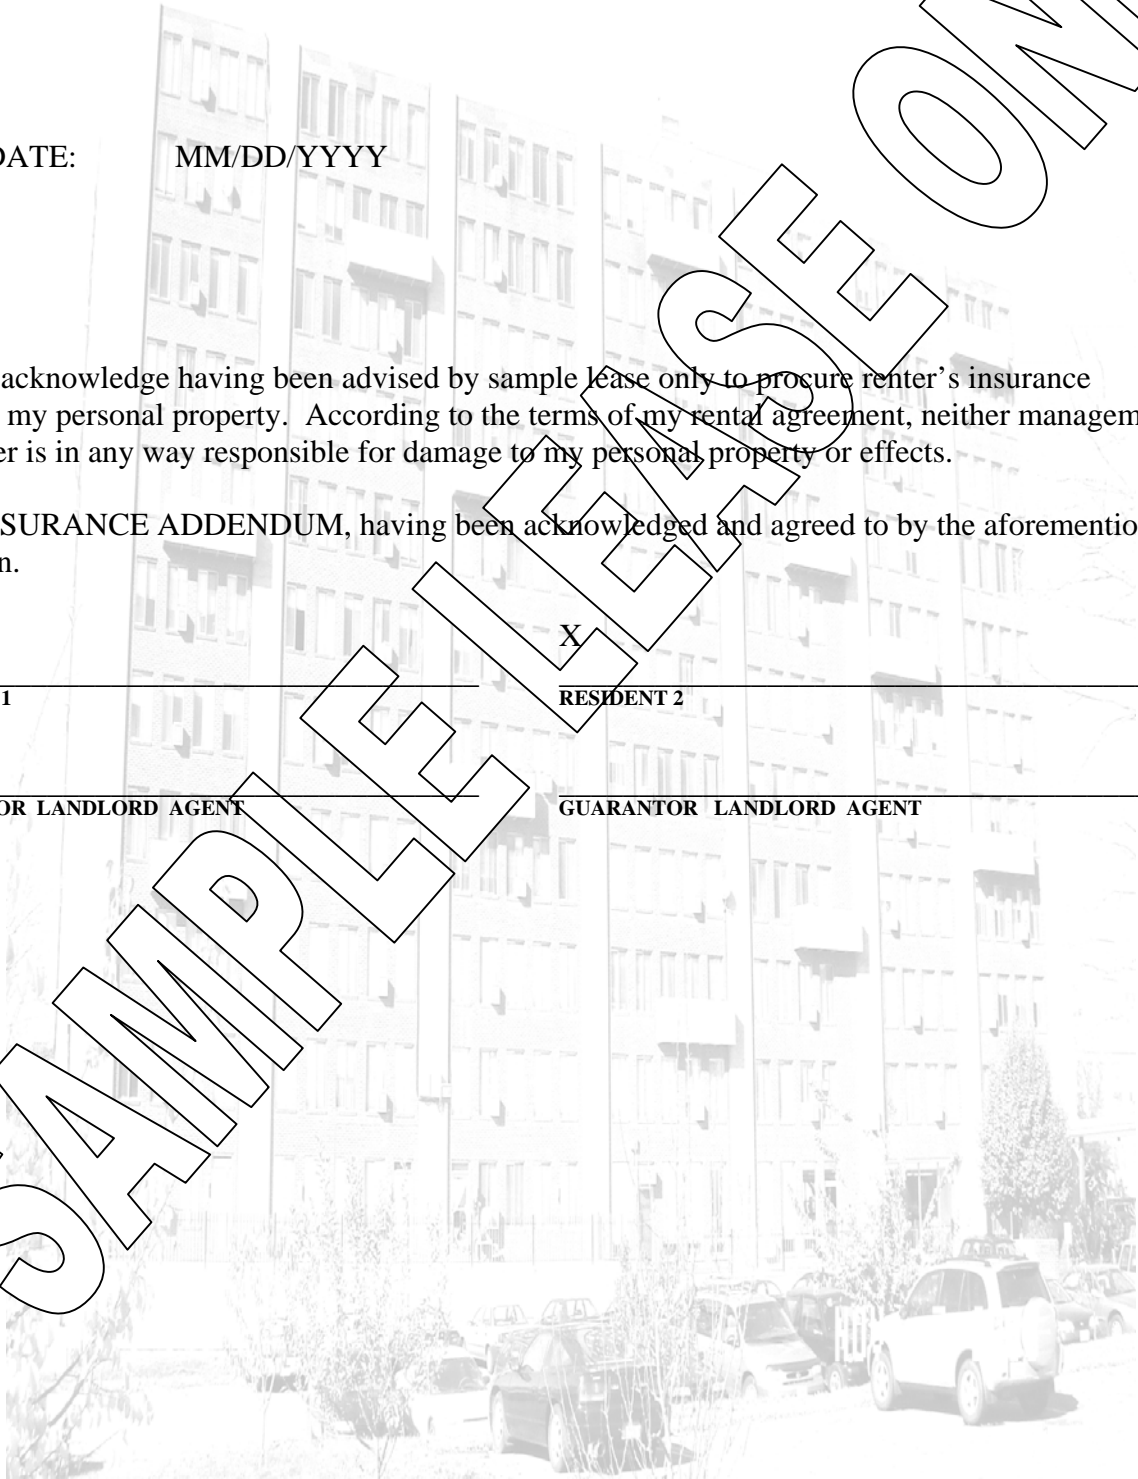 DATE: MM/DD/YYYY
acknowledge having been advised by sample lease only to procure renter’s insurance
my personal property. According to the terms of my rental agreement, neither managem
er is in any way responsible for damage to my personal property or effects.
SURANCE ADDENDUM, having been acknowledged and agreed to by the aforementio
n.
X
1 RESIDENT 2
OR LANDLORD AGENT GUARANTOR LANDLORD AGENT
SAMPLE LEASE ON